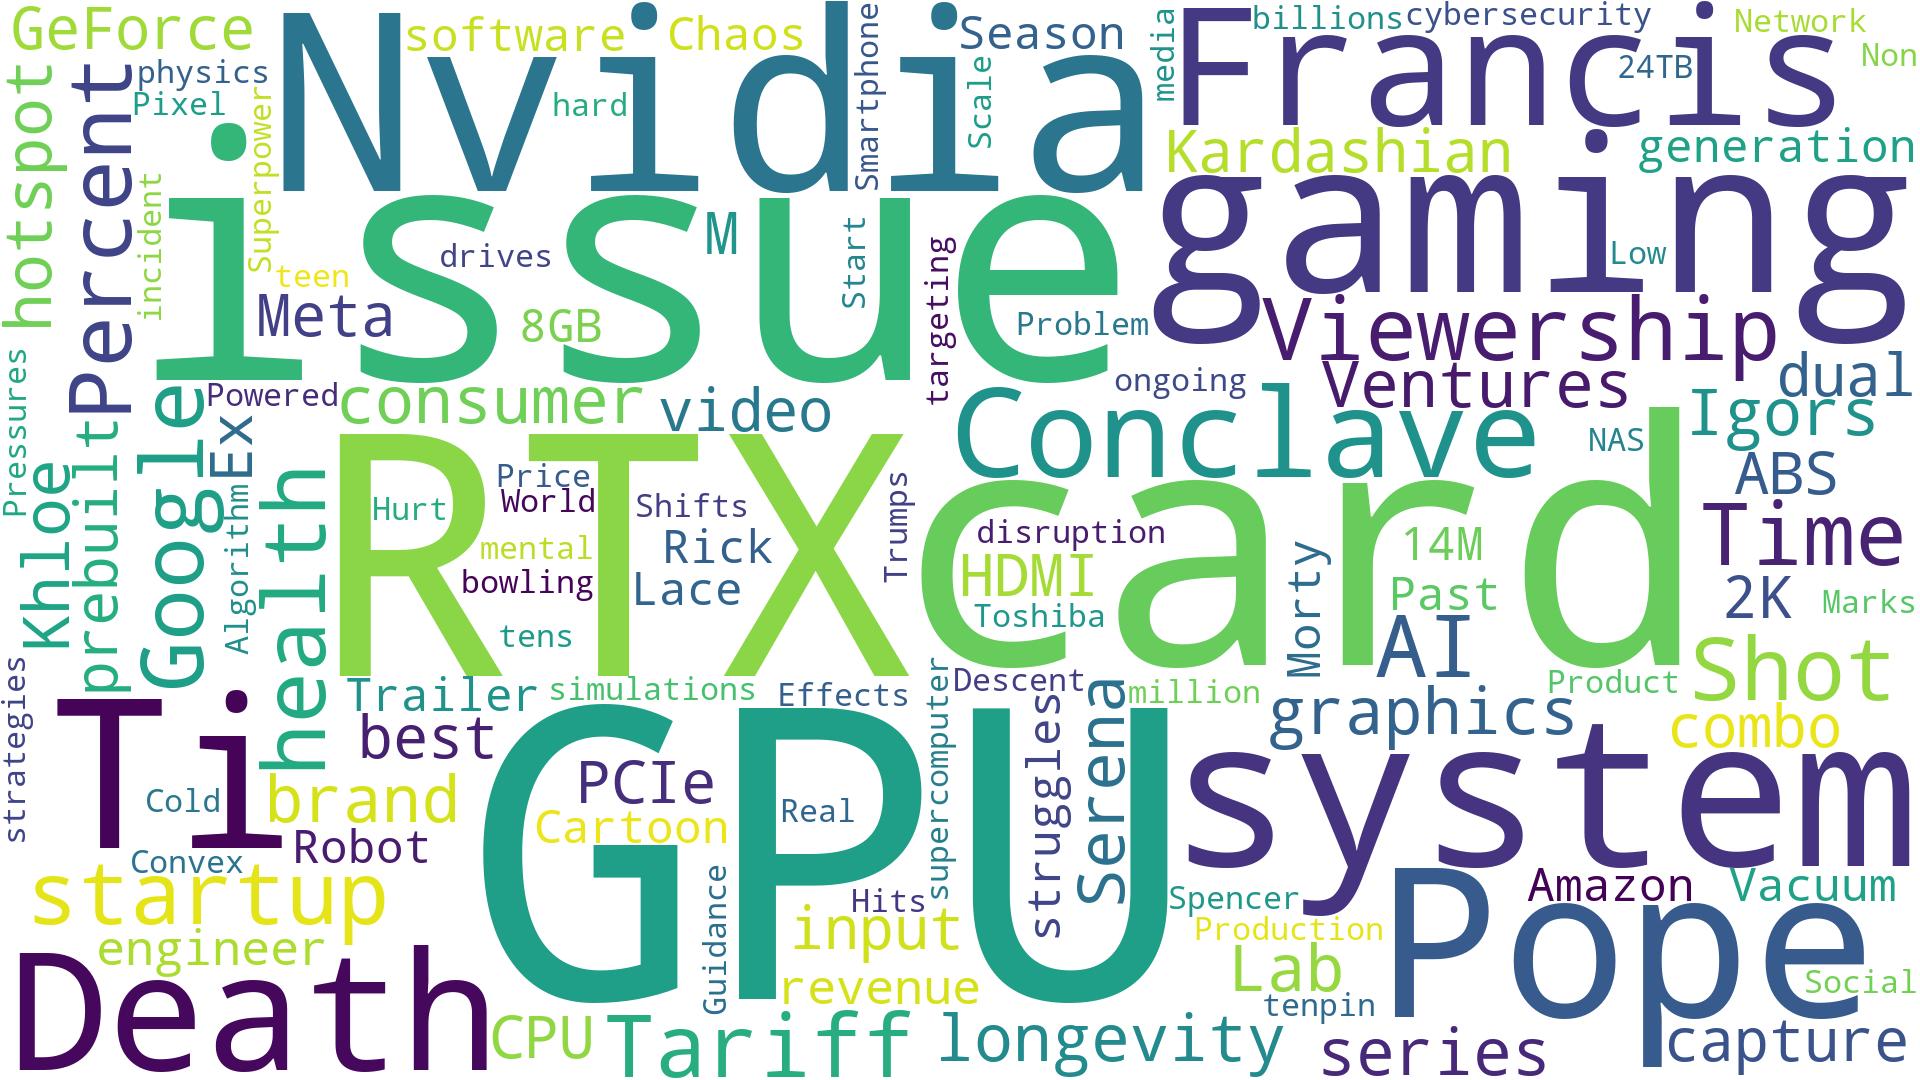 GeForce
Nvidia
software
Chaos
Season
Smartphone
media
Francis
billions
cybersecurity
Network
24TB
Non
hotspot
Percent
physics
Pixel
Superpower
incident
hard
Scale
Kardashian
generation
issue
gaming
drives
M
Start
targeting
Low
teen
Meta
8GB
Problem
Viewership
Pressures
Google
Powered
consumer
video
ongoing
Ventures
dual
Conclave
Igors
NAS
Ex
RTX
card
ABS
Khloe
prebuilt
Algorithm
health
Hurt
Price
World
Shifts
Trumps
mental
Rick
disruption
14M
Time
bowling
Lace
HDMI
Morty
Past
2K
Marks
Toshiba
tens
AI
strategies
Ti
Trailer
simulations
Effects
supercomputer
Descent
million
Product
Shot
best
GPU
struggles
Serena
graphics
combo
system
Cold
brand
PCIe
Real
Cartoon
Robot
Convex
startup
Guidance
Hits
Spencer
Amazon
Vacuum
Pope
engineer
input
Production
Death
revenue
Lab
Social
tenpin
CPU
Tariff
longevity
series
capture